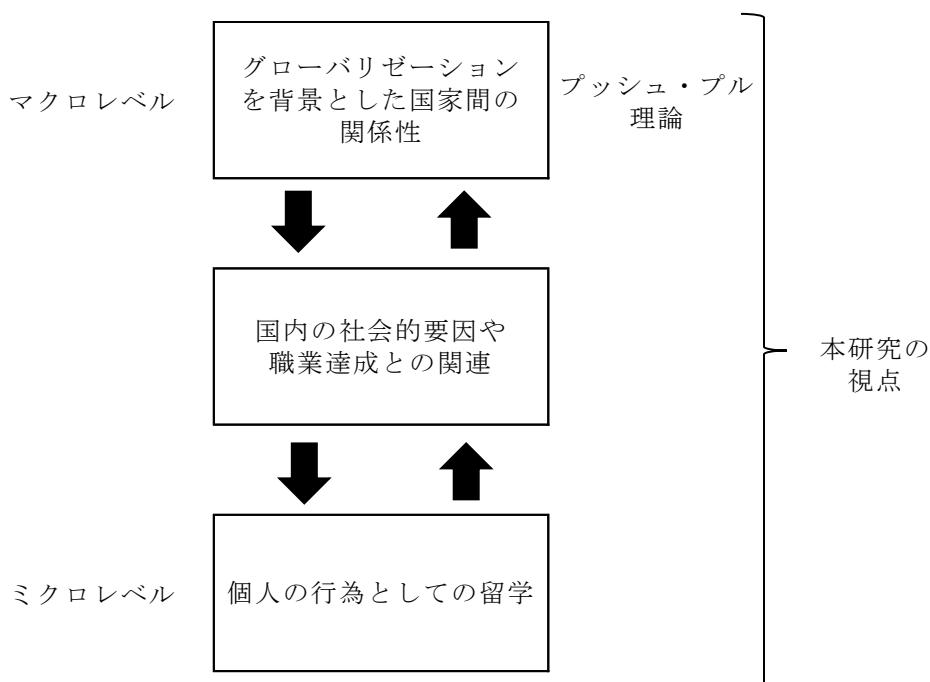 マクロレベル
グローバリゼーション
を背景とした国家間の
関係性
プッシュ・プル
理論
国内の社会的要因や
職業達成との関連
本研究の
視点
ミクロレベル
個人の行為としての留学